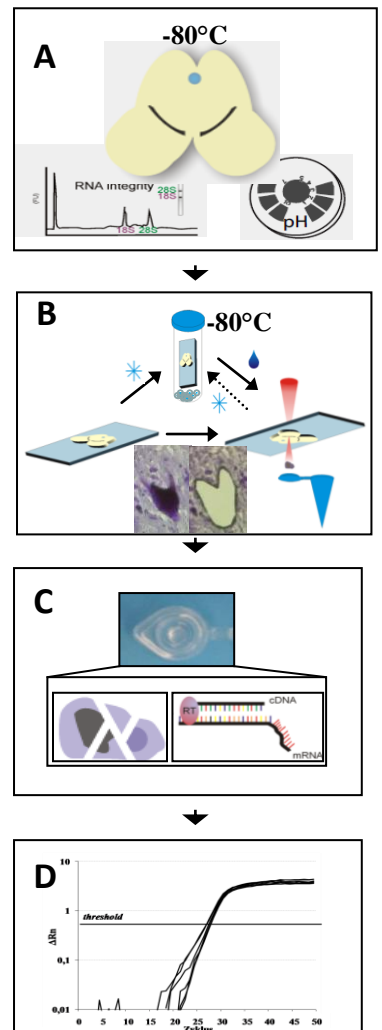 -80°C
A
(FU)
RNA integrity
28S
18S
18S 28S
pH
B
-80°C
C
RT
cDNA
mRNA
D
10
threshold
1
ΔRn
0,1
0,01
0 5 10 15 20 25 30 35 40 45 50
Zyklus